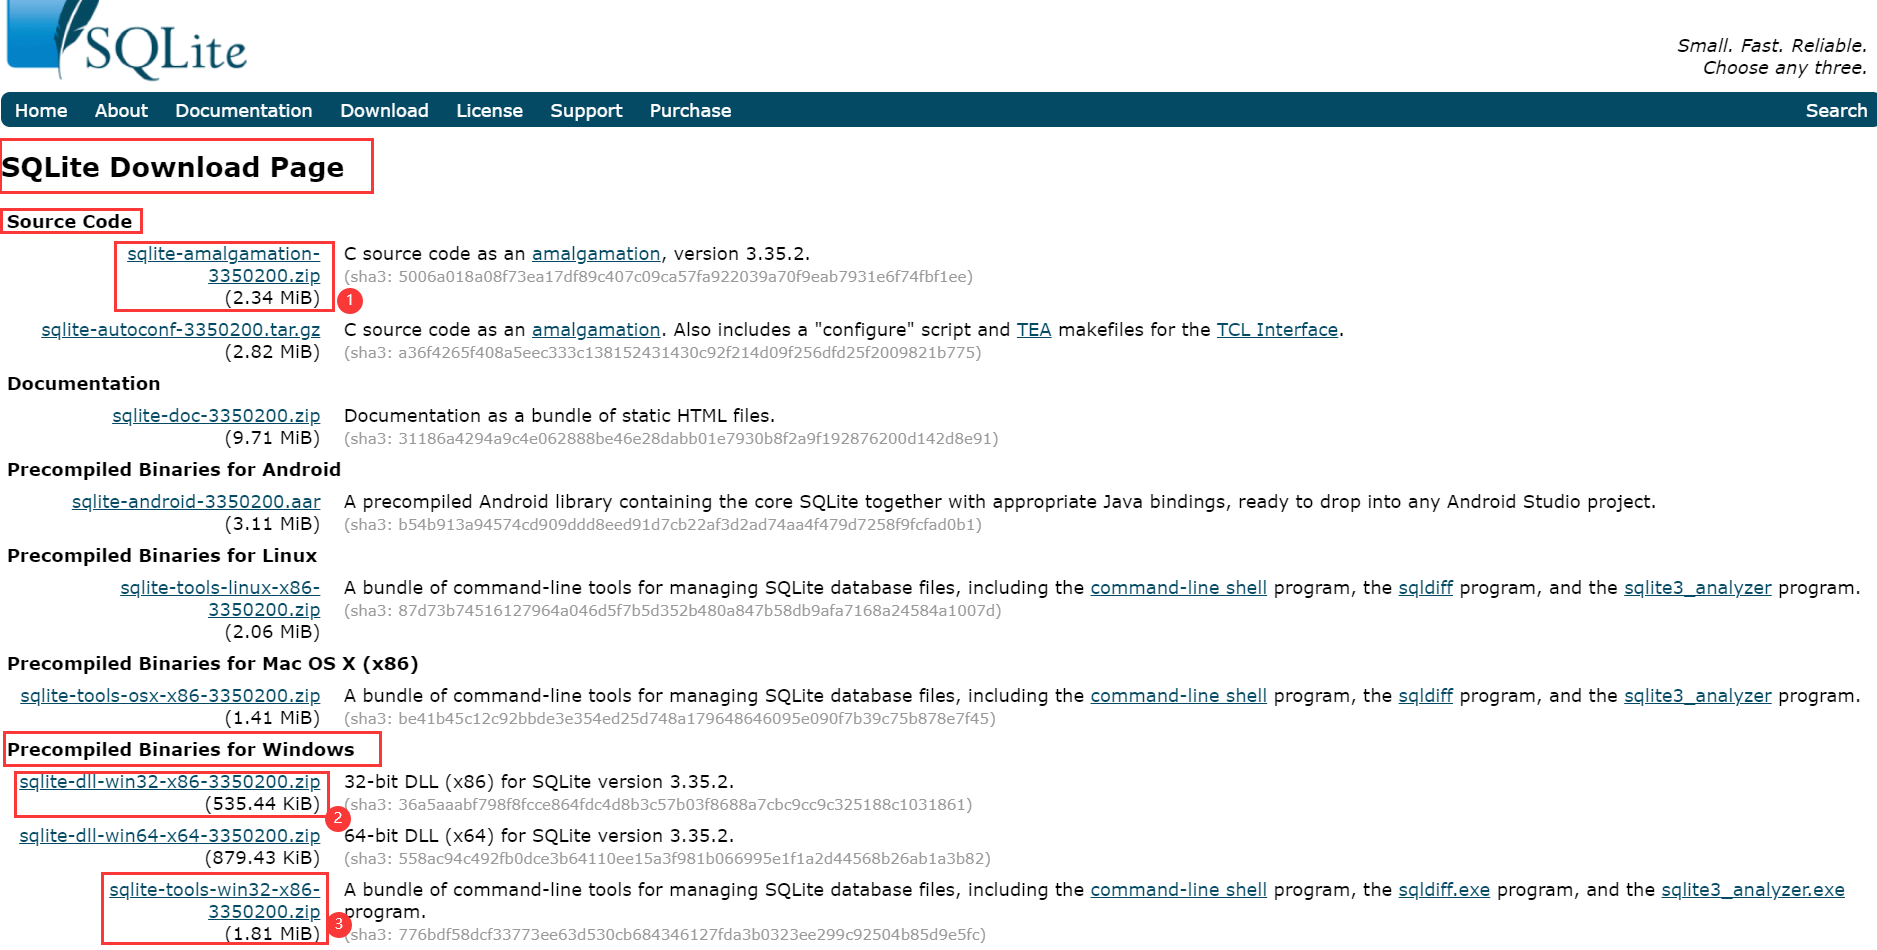 SQLite
Small. Fast. Reliable.
Choose any three.
Home About Documentation Download License Support Purchase Search
SQLite Download Page
Source Code
sqlite-amalgamation-3350200.zip
(2.34 MiB)
1
C source code as an amalgamation, version 3.35.2.
(sha3: 5006a018a08f73ea17df89c407c09ca57fa922039a70f9eab7931e6f74fbf1ee)
sqlite-autoconf-3350200.tar.gz
(2.82 MiB)
C source code as an amalgamation. Also includes a "configure" script and TEA makefiles for the TCL Interface.
(sha3: a36f4265f408a5eec333c138152431430c92f214d09f256dfd25f2009821b775)
Documentation
sqlite-doc-3350200.zip
(9.71 MiB)
Documentation as a bundle of static HTML files.
(sha3: 31186a4294a9c4e062888be46e28dabb01e7930b8f2a9f192876200d142d8e91)
Precompiled Binaries for Android
sqlite-android-3350200.aar
(3.11 MiB)
A precompiled Android library containing the core SQLite together with appropriate Java bindings, ready to drop into any Android Studio project.
(sha3: b54b913a94574cd909ddd8eed91d7cb22af3d2ad74aa4f479d7258f9fcfad0b1)
Precompiled Binaries for Linux
sqlite-tools-linux-x86-
3350200.zip
(2.06 MiB)
A bundle of command-line tools for managing SQLite database files, including the command-line shell program, the sqldiff program, and the sqlite3_analyzer program.
(sha3: 87d73b74516127964a046d5f7b5d352b480a847b58db9afa7168a24584a1007d)
Precompiled Binaries for Mac OS X (x86)
sqlite-tools-osx-x86-3350200.zip
(1.41 MiB)
A bundle of command-line tools for managing SQLite database files, including the command-line shell program, the sqldiff program, and the sqlite3_analyzer program.
(sha3: be41b45c12c92bbde3e354ed25d748a179648646095e090f7b39c75b878e7f45)
Precompiled Binaries for Windows
sqlite-dll-win32-x86-3350200.zip
(535.44 KiB)
2
32-bit DLL (x86) for SQLite version 3.35.2.
(sha3: 36a5aaabf798f8fcce864fdc4d8b3c57b03f8688a7cbc9cc9c325188c1031861)
sqlite-dll-win64-x64-3350200.zip
(879.43 KiB)
64-bit DLL (x64) for SQLite version 3.35.2.
(sha3: 558ac94c492fb0dce3b64110ee15a3f981b066995e1f1a2d44568b26ab1a3b82)
sqlite-tools-win32-x86-
3350200.zip
(1.81 MiB)
3
A bundle of command-line tools for managing SQLite database files, including the command-line shell program, the sqldiff.exe program, and the sqlite3_analyzer.exe
program.
(sha3: 776bdf58dcf33773ee63d530cb684346127fda3b0323ee299c92504b85d9e5fc)